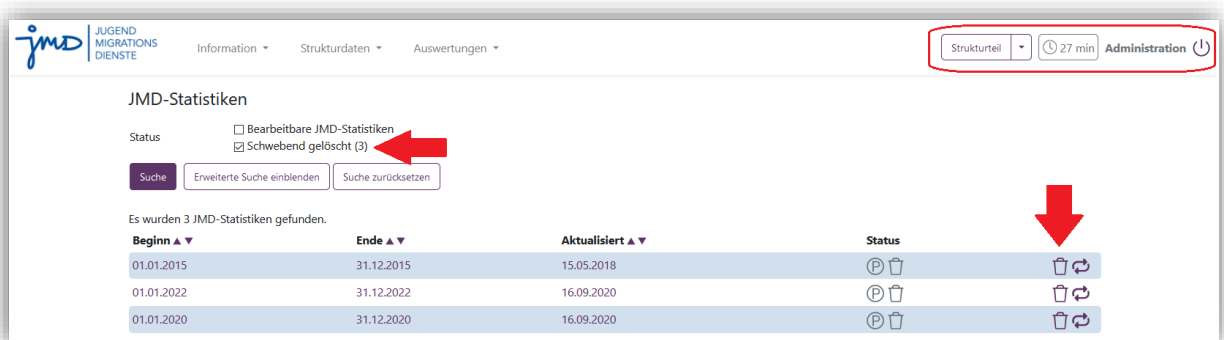 jmD JUGEND MIGRATIONS DIENSTE
Information Strukturdaten Auswertungen Strukturteil 27 min Administration
JMD-Statistiken
Status
Bearbeitbare JMD-Statistiken
Schwebend gelöscht (3)
Suche Erweiterte Suche einblenden Suche zurücksetzen
Es wurden 3 JMD-Statistiken gefunden.
Beginn ▲ ▼ Ende ▲ ▼ Aktualisiert ▲ ▼ Status
01.01.2015 31.12.2015 15.05.2018 P
01.01.2022 31.12.2022 16.09.2020 P
01.01.2020 31.12.2020 16.09.2020 P